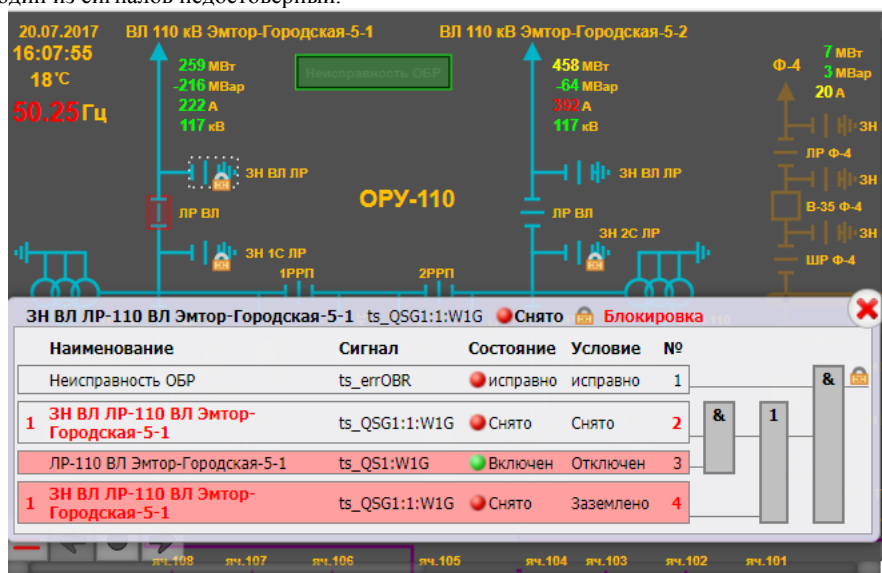 один из сигналов недостоверный.
20.07.2017 ВЛ 110 кВ Эмтор-Городская-5-1 ВЛ 110 кВ Эмтор-Городская-5-2
16:07:55
18°C
50.25 Гц
259 МВт
-216 МВар
222 А
117 кВ
Неисправность ОБР
458 МВт
-64 МВар
392 А
117 кВ
Ф-4
7 МВт
3 МВар
20 А
ЗН
ЛР Ф-4
ЗН
В-35 Ф-4
ЗН
ШР Ф-4
ЗН ВЛ ЛР
ЗН ВЛ ЛР
ОРУ-110
ЛР ВЛ
ЛР ВЛ
ЗН 1С ЛР
ЗН 2С ЛР
1РРП
2РРП
ЗН ВЛ ЛР-110 ВЛ Эмтор-Городская-5-1 ts_QSG1:1:W1G Снято Блокировка
Наименование Сигнал Состояние Условие №
Неисправность ОБР ts_errOBR исправно исправно 1 &
1 ЗН ВЛ ЛР-110 ВЛ Эмтор-
Городская-5-1 ts_QSG1:1:W1G Снято Снято 2 & 1
ЛР-110 ВЛ Эмтор-Городская-5-1 ts_QS1:W1G Включен Отключен 3
1 ЗН ВЛ ЛР-110 ВЛ Эмтор-
Городская-5-1 ts_QSG1:1:W1G Снято Заземлено 4
яч.108 яч.107 яч.106 яч.105 яч.104 яч.103 яч.102 яч.101